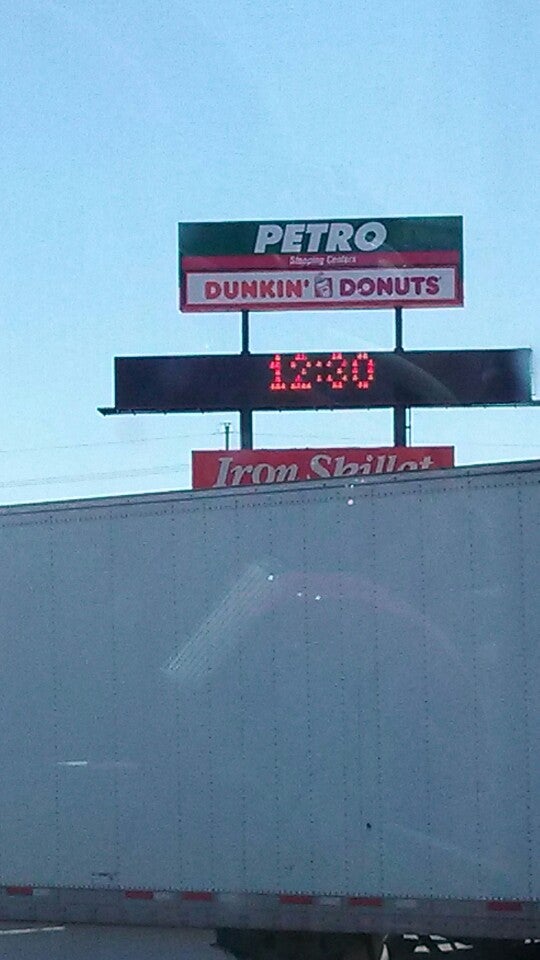 PETRO
Stopping Centers
DUNKIN' DONUTS
12:30
Iron Skillet